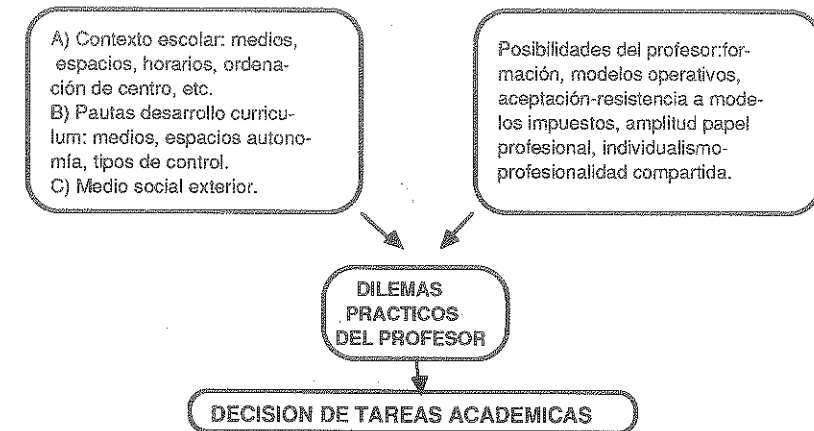 A) Contexto escolar: medios,
espacios, horarios, ordena-
ción de centro, etc.
B) Pautas desarrollo curricu-
lum: medios, espacios autono-
mía, tipos de control.
C) Medio social exterior.
Posibilidades del profesor:for-
mación, modelos operativos,
aceptación-resistencia a mode-
los impuestos, amplitud papel
profesional, individualismo-
profesionalidad compartida.
DILEMAS
PRACTICOS
DEL PROFESOR
DECISION DE TAREAS ACADEMICAS